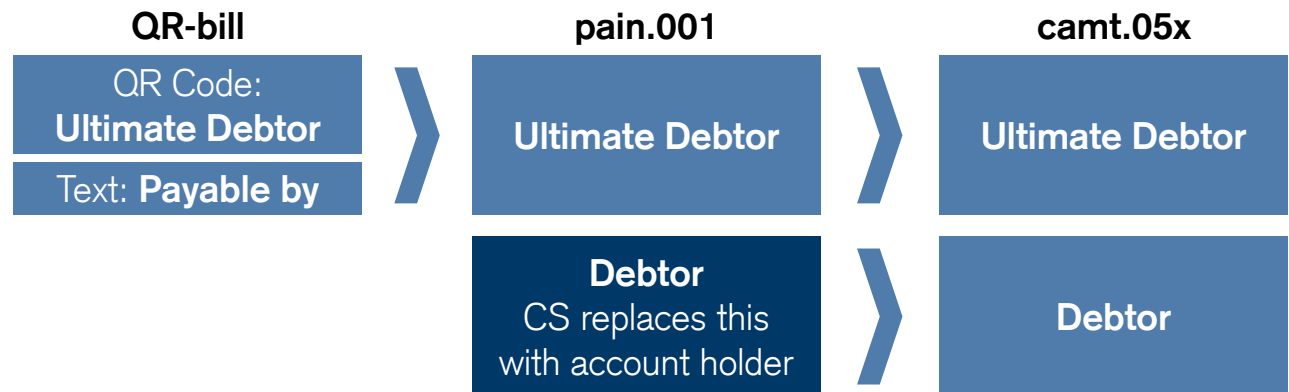 QR-bill
pain.001
camt.05x
QR Code:
Ultimate Debtor
Text: Payable by
Ultimate Debtor
Ultimate Debtor
Debtor
CS replaces this
with account holder
Debtor